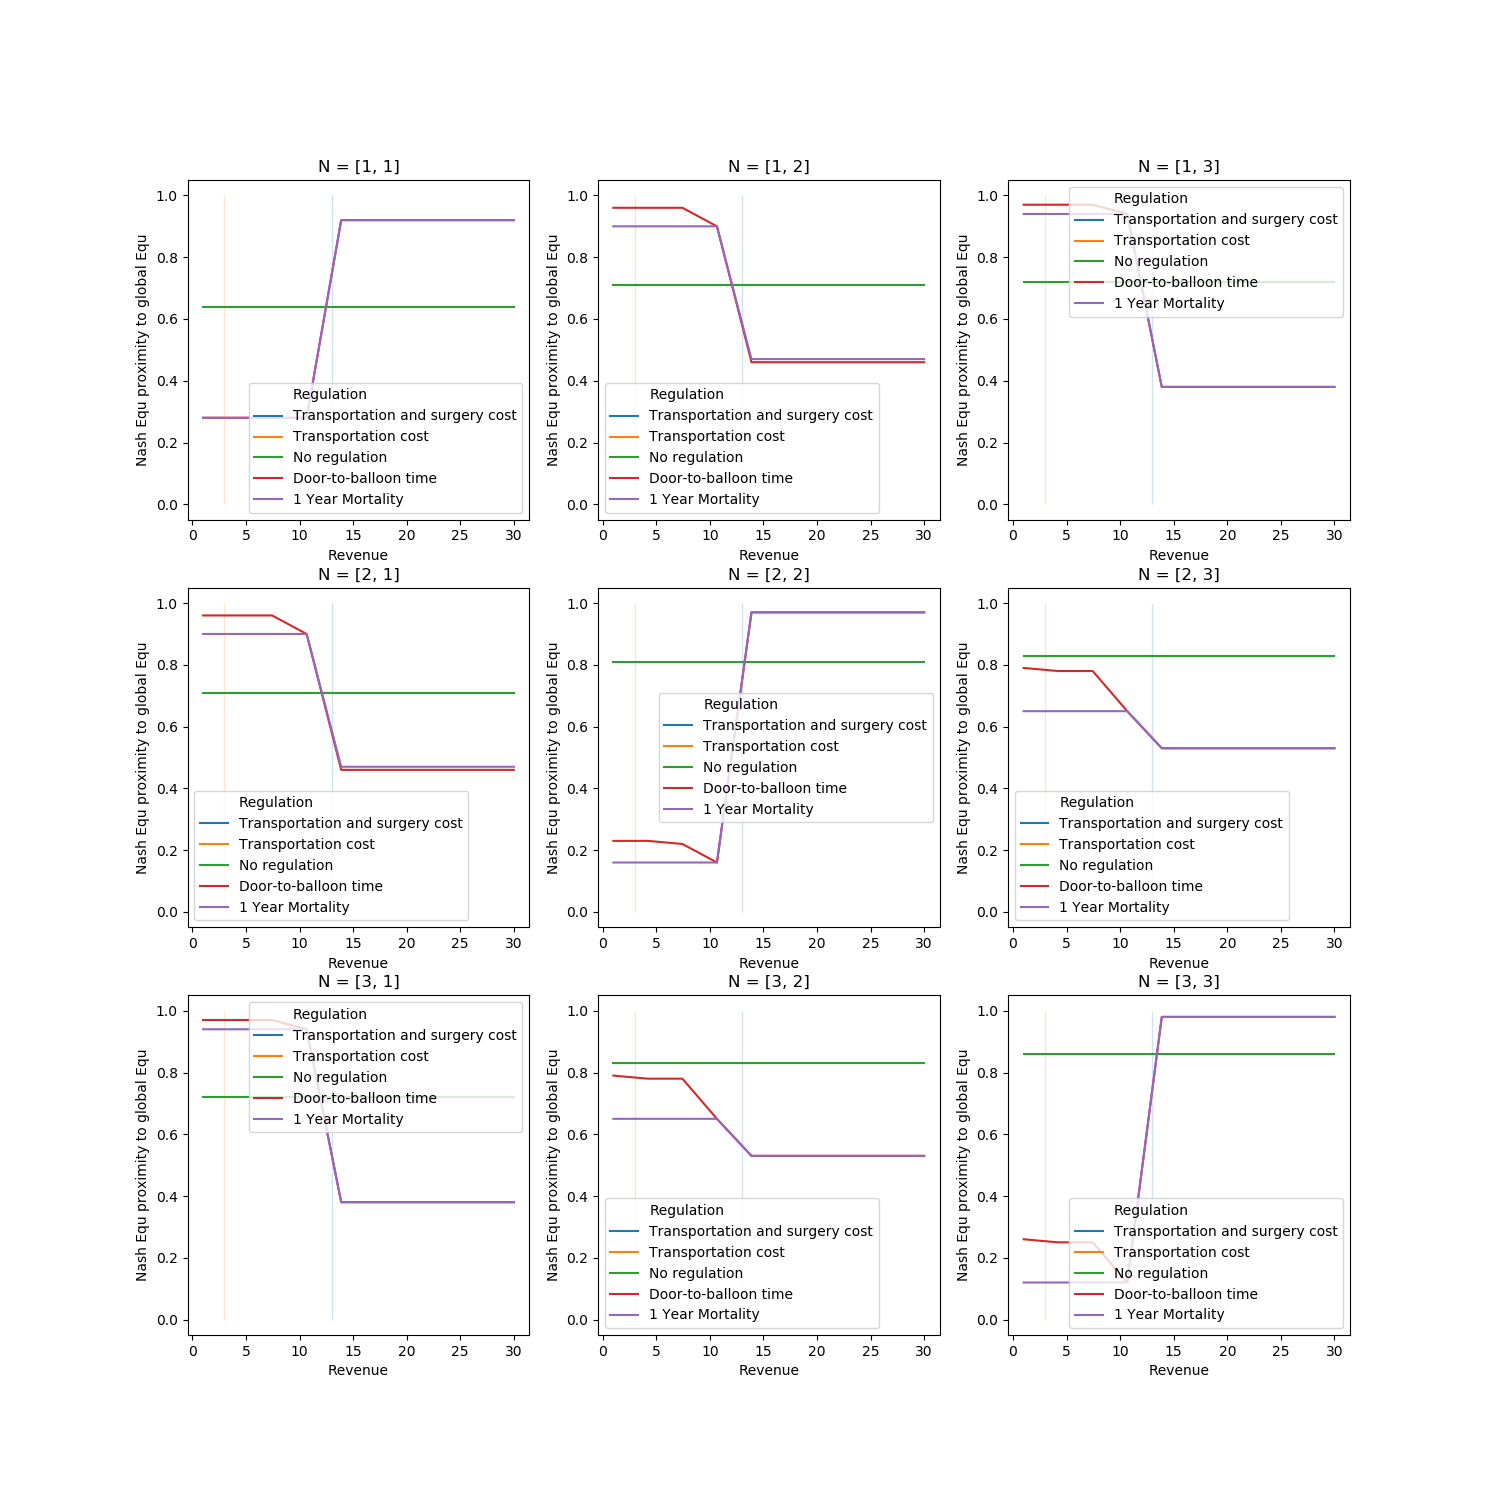 N = [1, 1]
1.0
0.8
0.6
0.4
0.2
0.0
Nash Equ proximity to global Equ
Regulation
Transportation and surgery cost
Transportation cost
No regulation
Door-to-balloon time
1 Year Mortality
0 5 10 15 20 25 30
Revenue
N = [1, 2]
1.0
0.8
0.6
0.4
0.2
0.0
Nash Equ proximity to global Equ
Regulation
Transportation and surgery cost
Transportation cost
No regulation
Door-to-balloon time
1 Year Mortality
0 5 10 15 20 25 30
Revenue
N = [1, 3]
1.0
0.8
0.6
0.4
0.2
0.0
Nash Equ proximity to global Equ
Regulation
Transportation and surgery cost
Transportation cost
No regulation
Door-to-balloon time
1 Year Mortality
0 5 10 15 20 25 30
Revenue
N = [2, 1]
1.0
0.8
0.6
0.4
0.2
0.0
Nash Equ proximity to global Equ
Regulation
Transportation and surgery cost
Transportation cost
No regulation
Door-to-balloon time
1 Year Mortality
0 5 10 15 20 25 30
Revenue
N = [2, 2]
1.0
0.8
0.6
0.4
0.2
0.0
Nash Equ proximity to global Equ
Regulation
Transportation and surgery cost
Transportation cost
No regulation
Door-to-balloon time
1 Year Mortality
0 5 10 15 20 25 30
Revenue
N = [2, 3]
1.0
0.8
0.6
0.4
0.2
0.0
Nash Equ proximity to global Equ
Regulation
Transportation and surgery cost
Transportation cost
No regulation
Door-to-balloon time
1 Year Mortality
0 5 10 15 20 25 30
Revenue
N = [3, 1]
1.0
0.8
0.6
0.4
0.2
0.0
Nash Equ proximity to global Equ
Regulation
Transportation and surgery cost
Transportation cost
No regulation
Door-to-balloon time
1 Year Mortality
0 5 10 15 20 25 30
Revenue
N = [3, 2]
1.0
0.8
0.6
0.4
0.2
0.0
Nash Equ proximity to global Equ
Regulation
Transportation and surgery cost
Transportation cost
No regulation
Door-to-balloon time
1 Year Mortality
0 5 10 15 20 25 30
Revenue
N = [3, 3]
1.0
0.8
0.6
0.4
0.2
0.0
Nash Equ proximity to global Equ
Regulation
Transportation and surgery cost
Transportation cost
No regulation
Door-to-balloon time
1 Year Mortality
0 5 10 15 20 25 30
Revenue